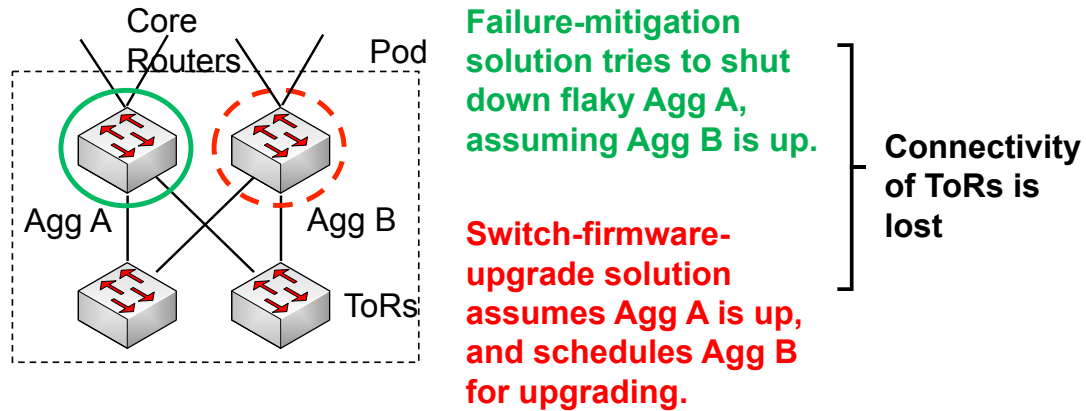 Core
Routers
Pod
Agg A
Agg B
ToRs
Failure-mitigation
solution tries to shut
down flaky Agg A,
assuming Agg B is up.
Switch-firmware-
upgrade solution
assumes Agg A is up,
and schedules Agg B
for upgrading.
Connectivity
of ToRs is
lost